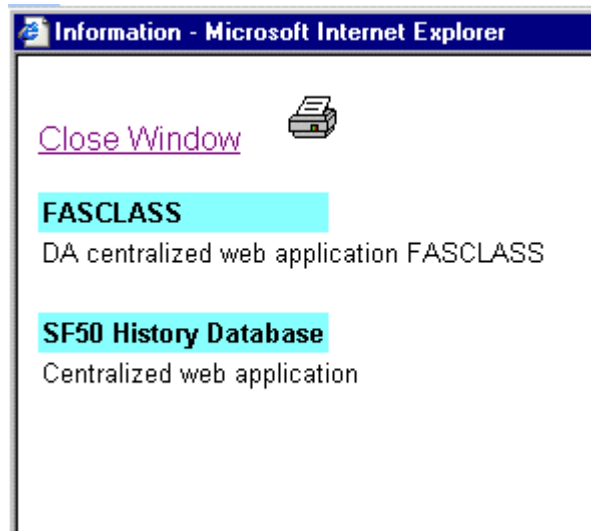 Information - Microsoft Internet Explorer
Close Window
FASCLASS
DA centralized web application FASCLASS
SF50 History Database
Centralized web application